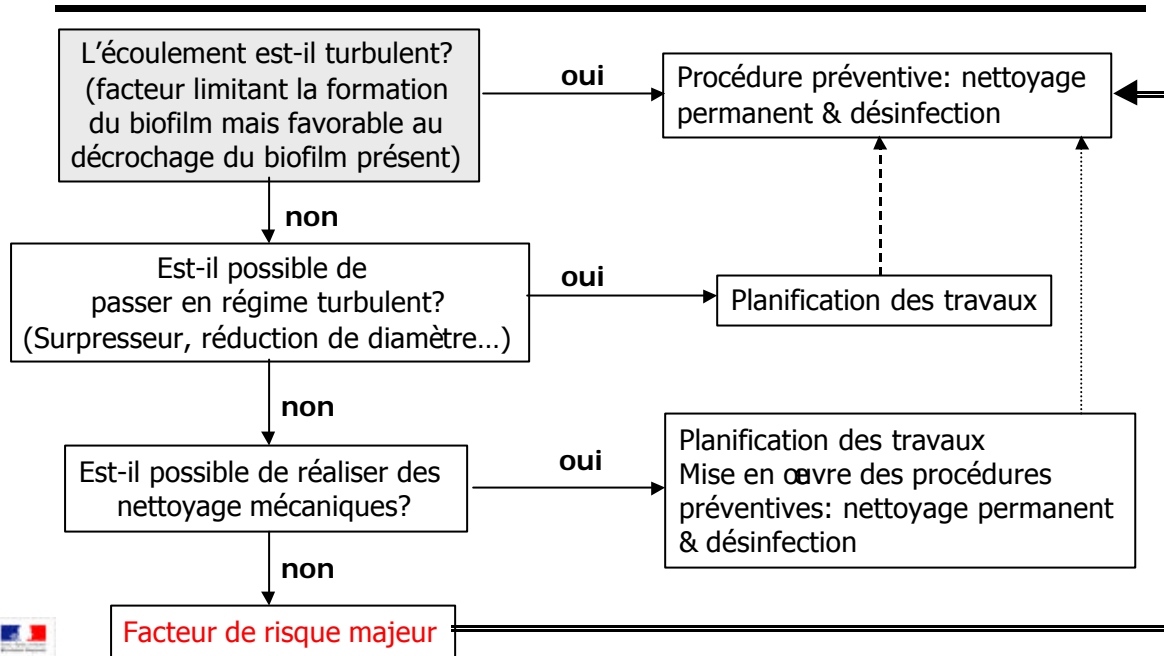 L'écoulement est-il turbulent?
(facteur limitant la formation
du biofilm mais favorable au
décrochage du biofilm présent)
oui
Procédure préventive: nettoyage
permanent & désinfection
non
Est-il possible de
passer en régime turbulent?
(Surpresseur, réduction de diamètre...)
oui
Planification des travaux
non
Est-il possible de réaliser des
nettoyage mécaniques?
oui
Planification des travaux
Mise en œuvre des procédures
préventives: nettoyage permanent
& désinfection
non
Facteur de risque majeur